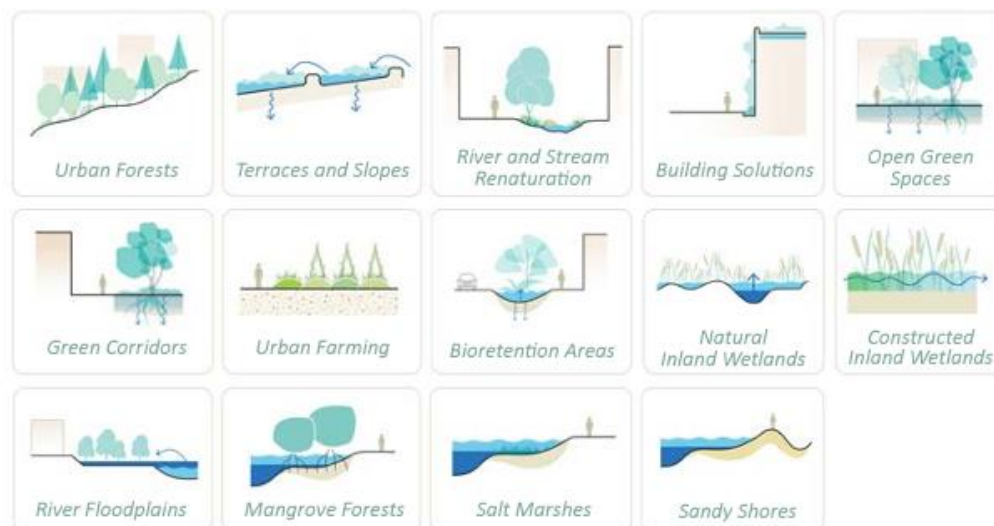 Urban Forests
Terraces and Slopes
River and Stream
Renaturation
Building Solutions
Open Green
Spaces
Green Corridors
Urban Farming
Bioretention Areas
Natural
Inland Wetlands
Constructed
Inland Wetlands
River Floodplains
Mangrove Forests
Salt Marshes
Sandy Shores